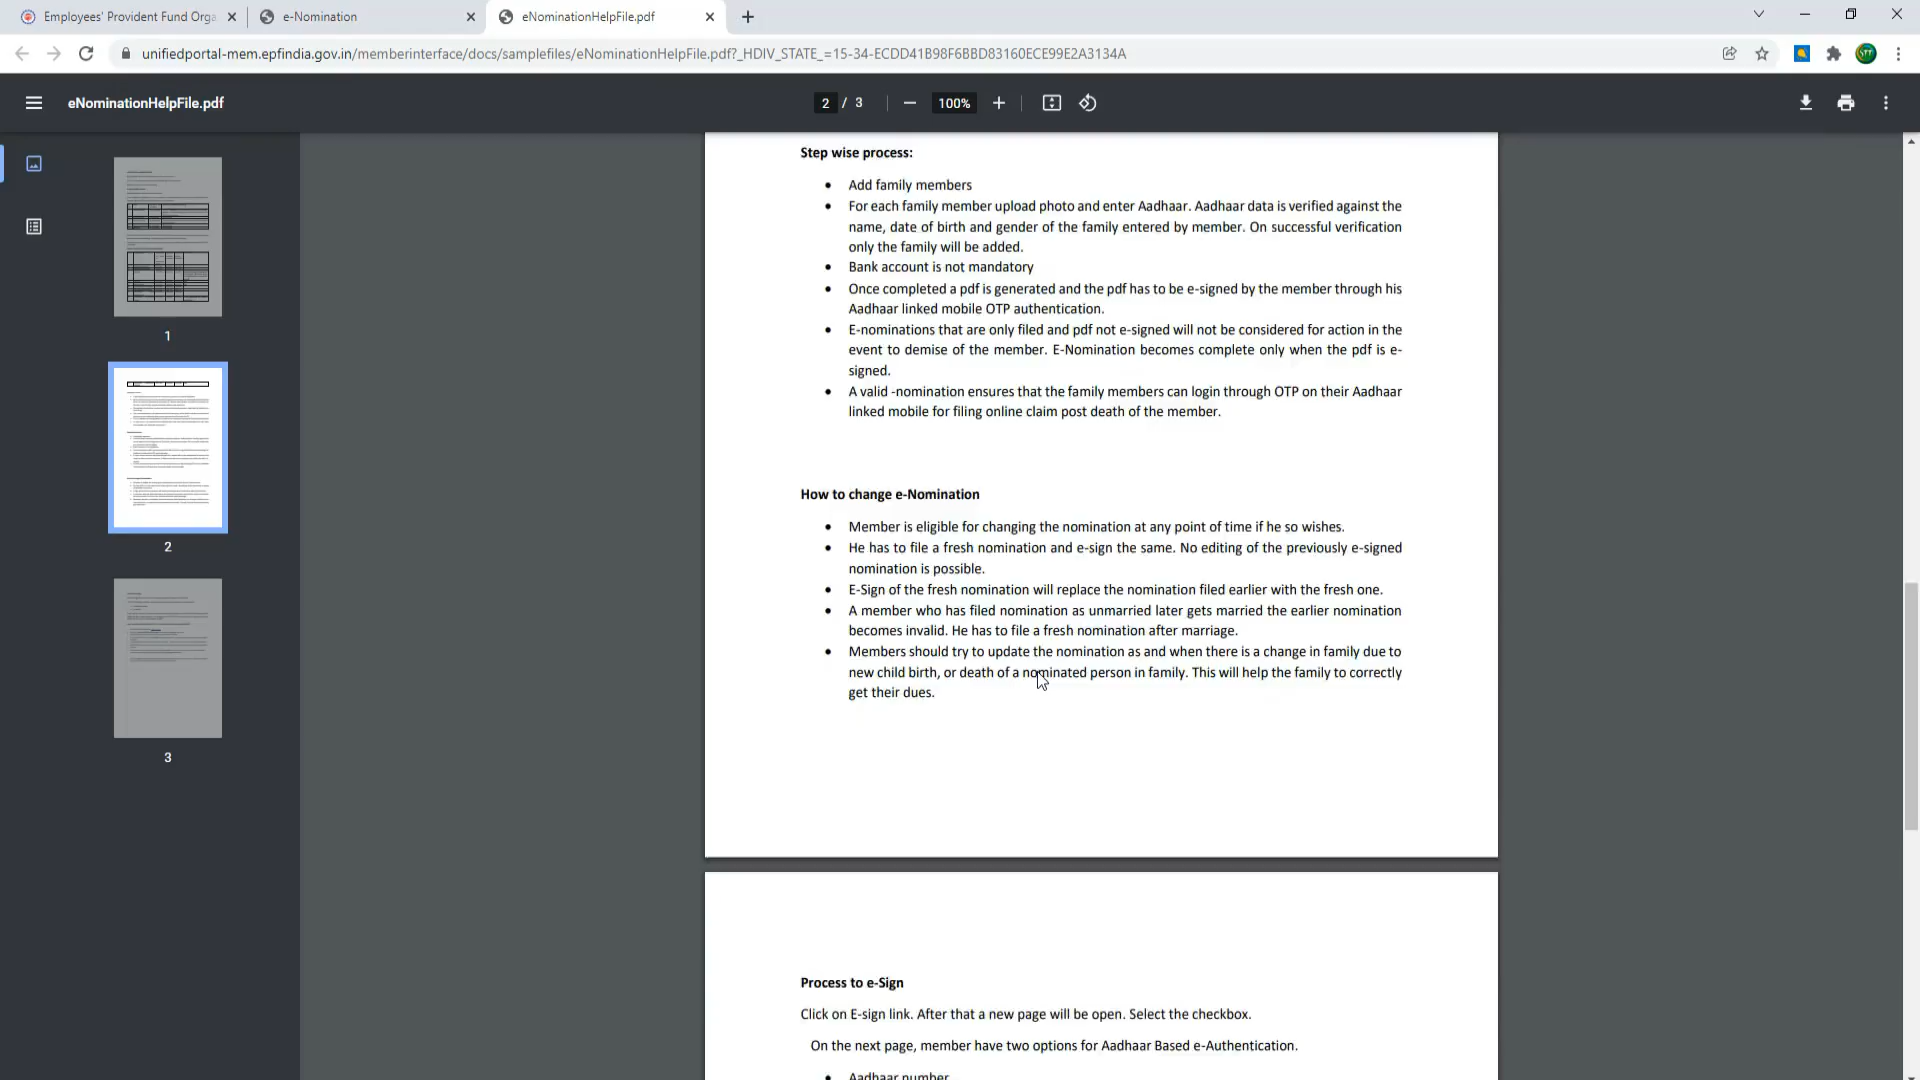 Employees' Provident Fund Orga
e-Nomination
eNominationHelpFile.pdf
unifiedportal-mem.epfindia.gov.in/memberinterface/docs/samplefiles/eNominationHelpFile.pdf?_HDIV_STATE_=15-34-ECDD41B98F6BBD83160ECE99E2A3134A
eNominationHelpFile.pdf
2 / 3
100%
1
2
3
Step wise process:
• Add family members
• For each family member upload photo and enter Aadhaar. Aadhaar data is verified against the
name, date of birth and gender of the family entered by member. On successful verification
only the family will be added.
• Bank account is not mandatory
• Once completed a pdf is generated and the pdf has to be e-signed by the member through his
Aadhaar linked mobile OTP authentication.
• E-nominations that are only filed and pdf not e-signed will not be considered for action in the
event to demise of the member. E-Nomination becomes complete only when the pdf is e-
signed.
• A valid -nomination ensures that the family members can login through OTP on their Aadhaar
linked mobile for filing online claim post death of the member.
How to change e-Nomination
• Member is eligible for changing the nomination at any point of time if he so wishes.
• He has to file a fresh nomination and e-sign the same. No editing of the previously e-signed
nomination is possible.
• E-Sign of the fresh nomination will replace the nomination filed earlier with the fresh one.
• A member who has filed nomination as unmarried later gets married the earlier nomination
becomes invalid. He has to file a fresh nomination after marriage.
• Members should try to update the nomination as and when there is a change in family due to
new child birth, or death of a nominated person in family. This will help the family to correctly
get their dues.
Process to e-Sign
Click on E-sign link. After that a new page will be open. Select the checkbox.
On the next page, member have two options for Aadhaar Based e-Authentication.
• Aadhaar number